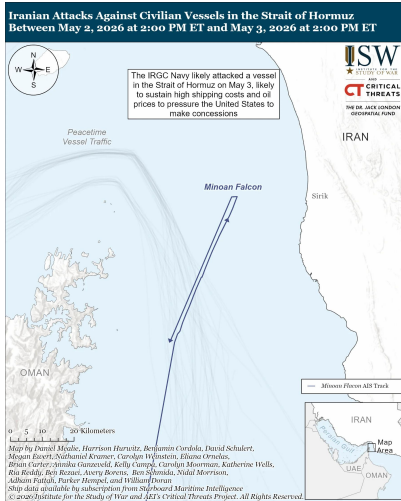 Iranian Attacks Against Civilian Vessels in the Strait of Hormuz
Between May 2, 2026 at 2:00 PM ET and May 3, 2026 at 2:00 PM ET
N
W
E
S
The IRGC Navy likely attacked a vessel
in the Strait of Hormuz on May 3, likely
to sustain high shipping costs and oil
prices to pressure the United States to
make concessions
ISW
INSTITUTE FOR THE
STUDY OF WAR
AND
CT CRITICAL
THREATS
THE DR. JACK LONDON
GEOSPATIAL FUND
Peacetime
Vessel Traffic
IRAN
Minoan Falcon
Sirik
OMAN
Minoan Flacon AIS Track
0 5 10 20 Kilometers
IRAN
Persian Gulf
Map
Area
UAE
OMAN
Map by Daniel Mealie, Harrison Hurwitz, Benjamin Cordola, David Schulert,
Megan Ewert, Nathaniel Kramer, Carolyn Weinstein, Eliana Ornelas,
Brian Carter, Annika Ganzeveld, Kelly Campa, Carolyn Moorman, Katherine Wells,
Ria Reddy, Ben Rezaei, Avery Borens, Ben Schmida, Nidal Morrison,
Adham Fattah, Parker Hempel, and William Doran
Ship data available by subscription from Starboard Maritime Intelligence
© 2026 Institute for the Study of War and AEI's Critical Threats Project. All Rights Reserved.